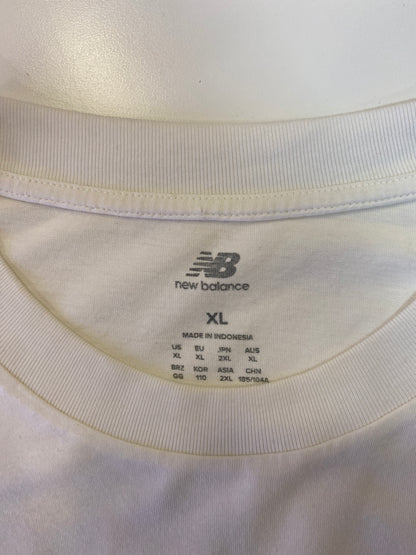 NB
new balance
XL
MADE IN INDONESIA
US EU JPN AUS
XL XL 2XL XL
BRZ KOR ASIA CHN
GG 110 2XL 185/104A